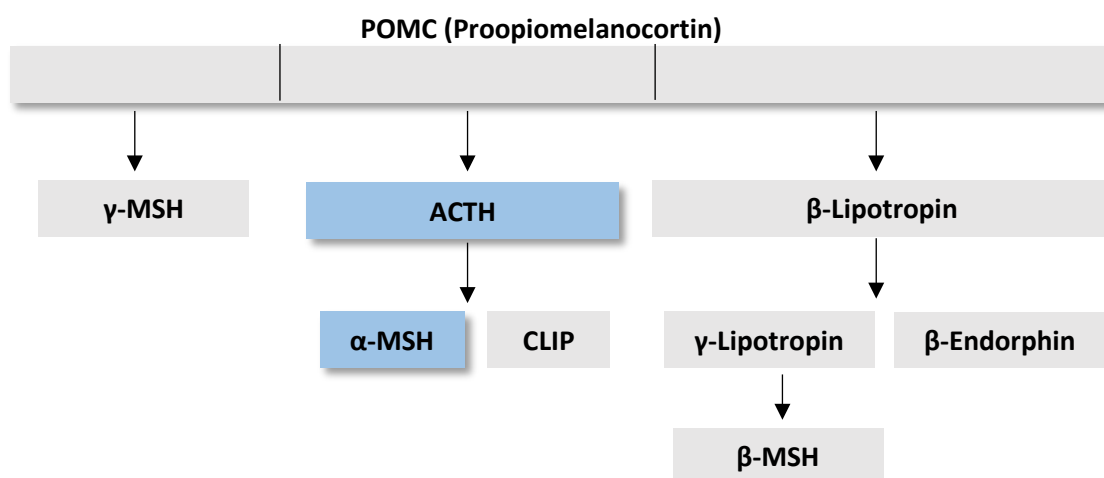 POMC (Proopiomelanocortin)
γ-MSH
ACTH
β-Lipotropin
α-MSH
CLIP
γ-Lipotropin
β-Endorphin
β-MSH